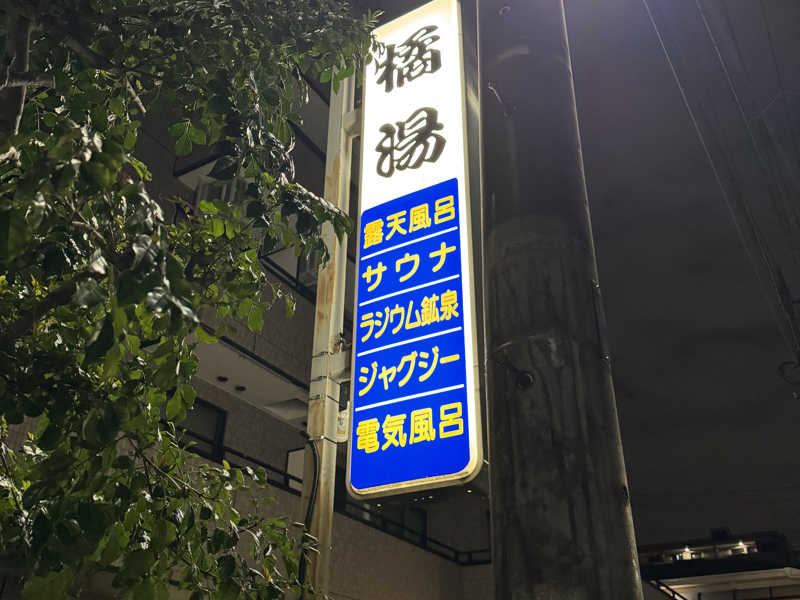 橘湯
露天風呂
サウナ
ラジウム鉱泉
ジャグジー
電気風呂